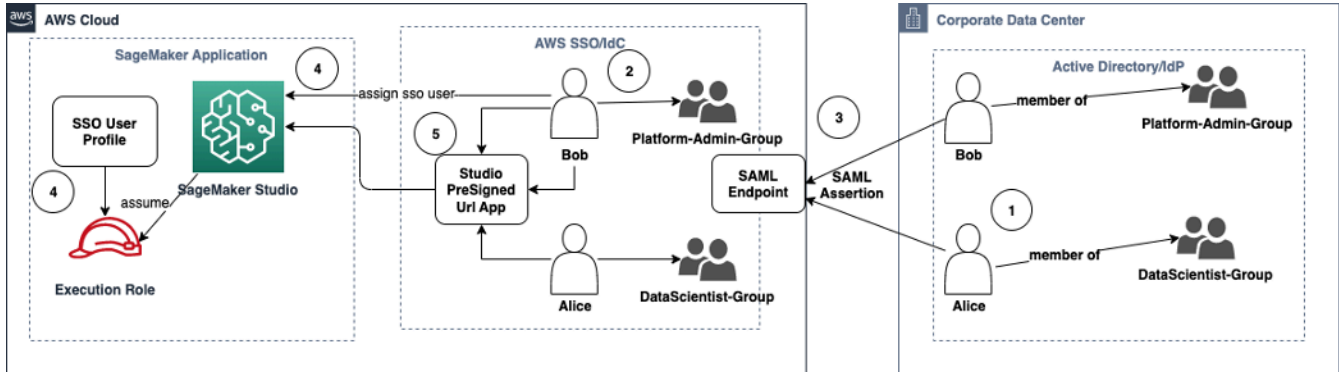 aws
AWS Cloud
SageMaker Application
4
SSO User
Profile
SageMaker Studio
4
assume
Execution Role
AWS SSO/IdC
assign sso user
2
Bob
Platform-Admin-Group
5
Studio
PreSigned
Url App
Alice
DataScientist-Group
SAML
Endpoint
3
SAML
Assertion
Corporate Data Center
Active Directory/IdP
member of
Bob
Platform-Admin-Group
1
member of
Alice
DataScientist-Group